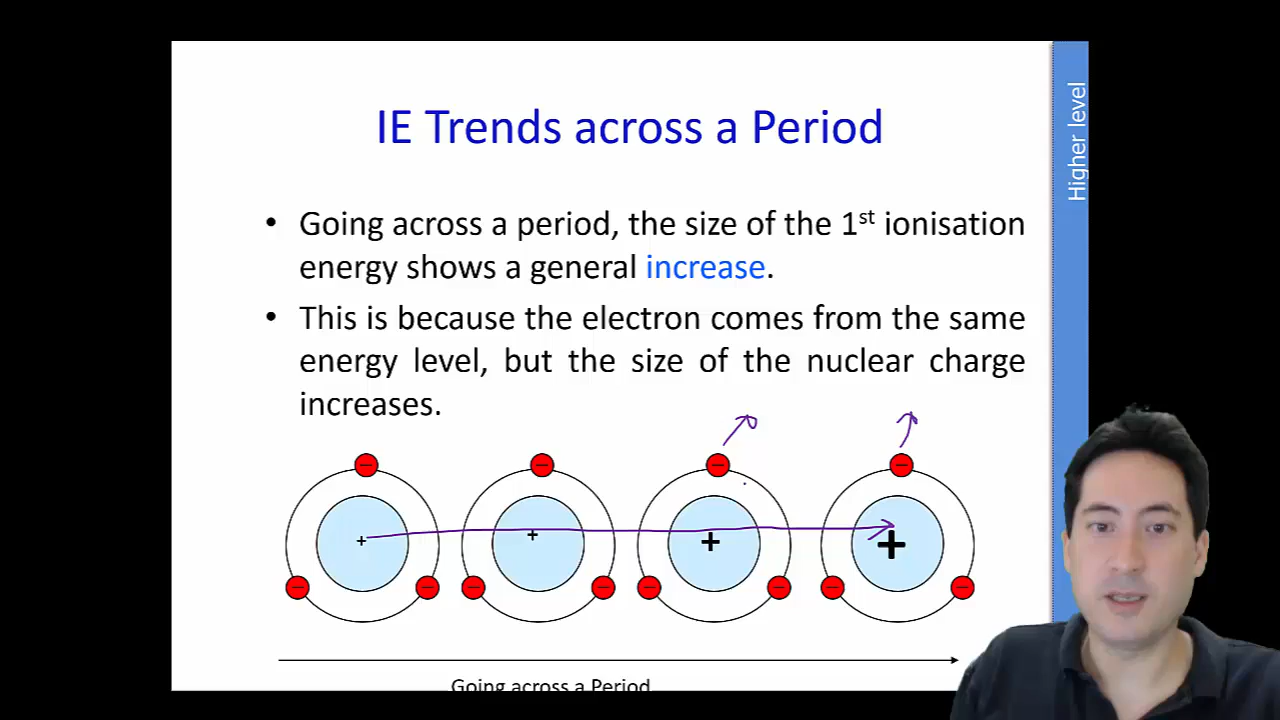 IE Trends across a Period
Higher level
• Going across a period, the size of the 1st ionisation
energy shows a general increase.
• This is because the electron comes from the same
energy level, but the size of the nuclear charge
increases.
− − − −
+ + + +
− − − − − − − −
Going across a Period